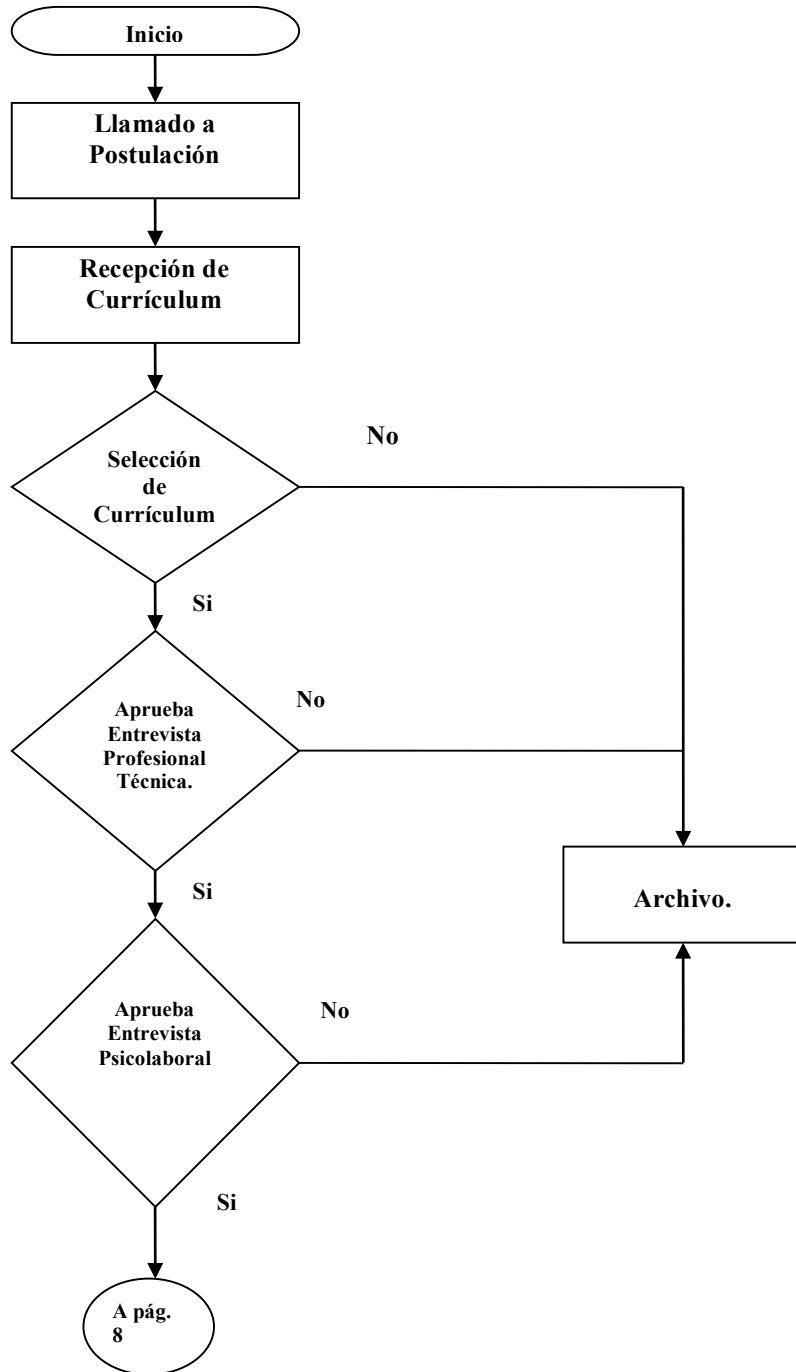 Inicio
Llamado a
Postulación
Recepción de
Currículum
No
Selección
de
Currículum
Si
Aprueba
Entrevista
Profesional
Técnica.
No
Si
Archivo.
Aprueba
Entrevista
Psicolaboral
No
Si
A pág.
8